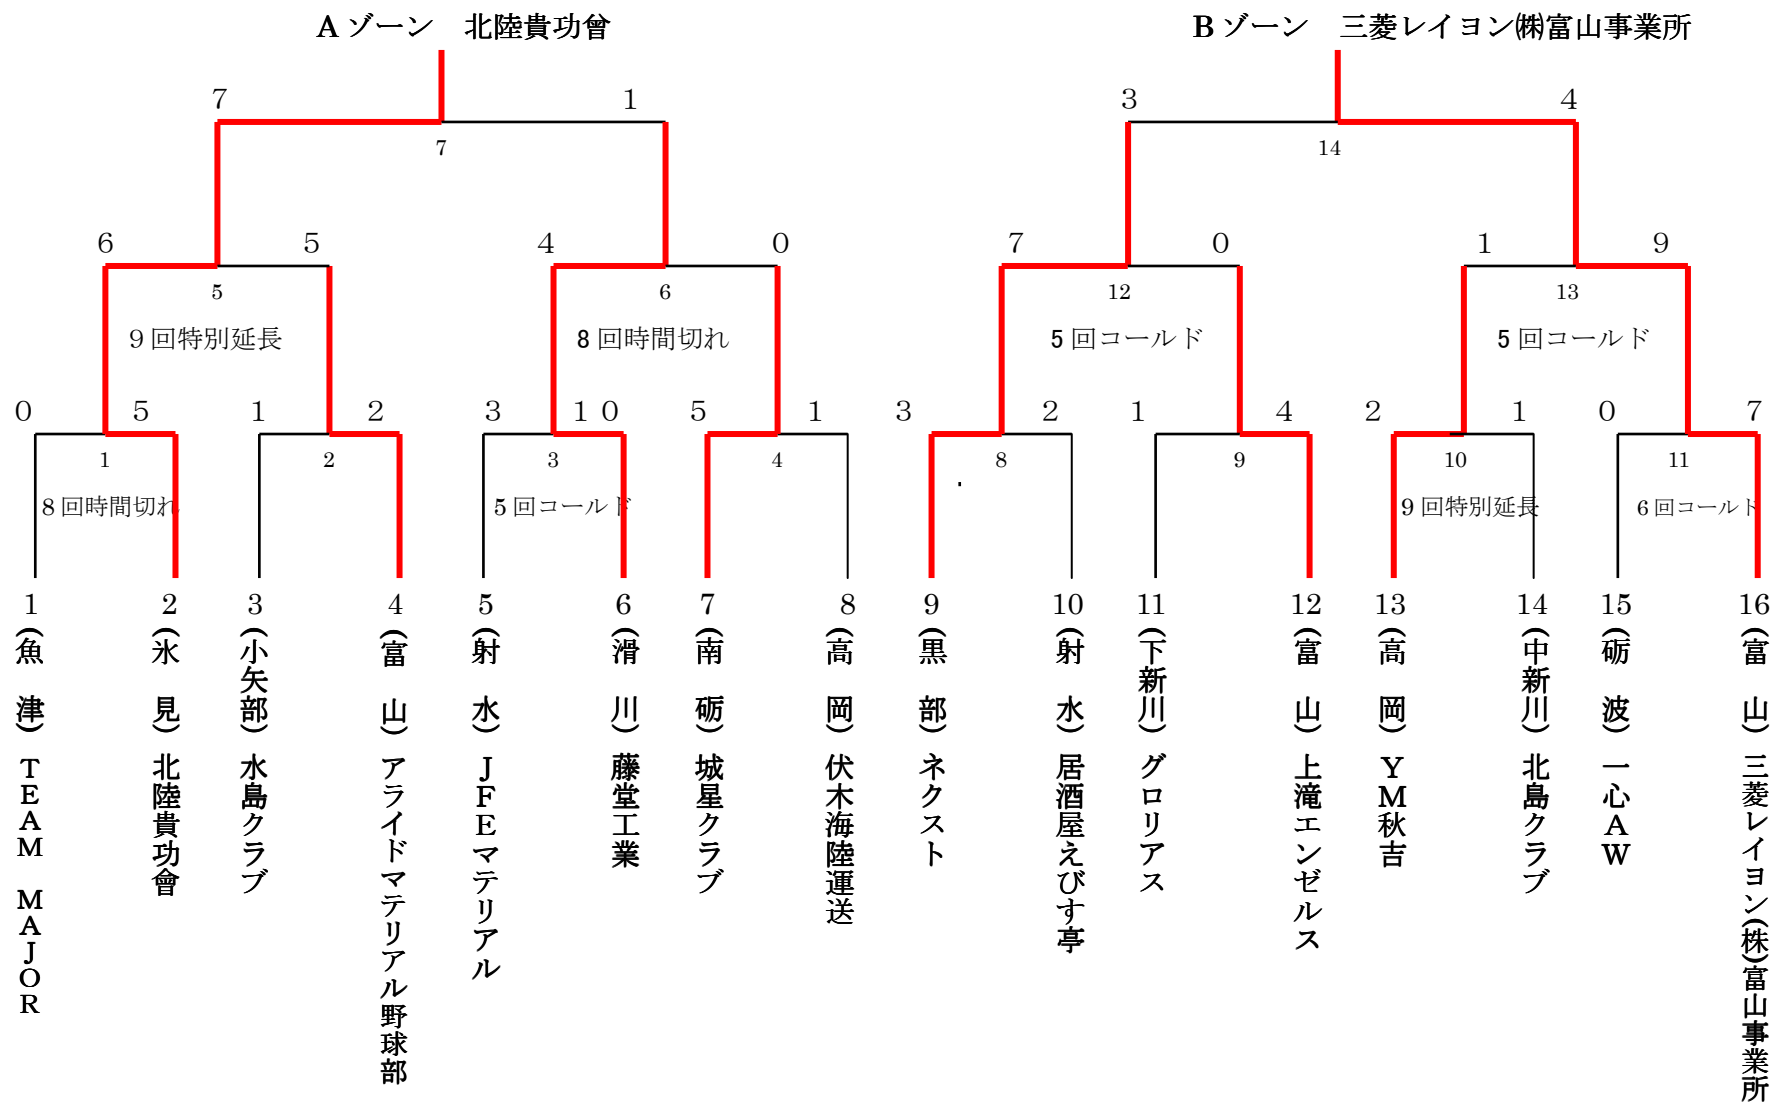 Aゾーン　北陸貴功曾
Bゾーン　三菱レイヨン㈱富山事業所
7 1 3 4
7 14
6 5 4 0 7 0 1 9
5 6 12 13
9回特別延長 8回時間切れ 5回コールド 5回コールド
0 5 1 2 3 10 5 1 3 2 1 4 2 1 0 7
1 2 3 4 8 9 10 11
8回時間切れ 5回コールド 9回特別延長 6回コールド
1 2 3 4 5 6 7 8 9 10 11 12 13 14 15 16
(魚　津) TEAM　MAJOR
(氷　見) 北陸貴功會
(小矢部) 水島クラブ
(富　山) アライドマテリアル野球部
(射　水) JFEマテリアル
(滑　川) 藤堂工業
(南　砺) 城星クラブ
(高　岡) 伏木海陸運送
(黒　部) ネクスト
(射　水) 居酒屋えびす亭
(下新川) グロリアス
(富　山) 上滝エンゼルス
(高　岡) YM秋吉
(中新川) 北島クラブ
(砺　波) 一心AW
(富　山) 三菱レイヨン(株)富山事業所